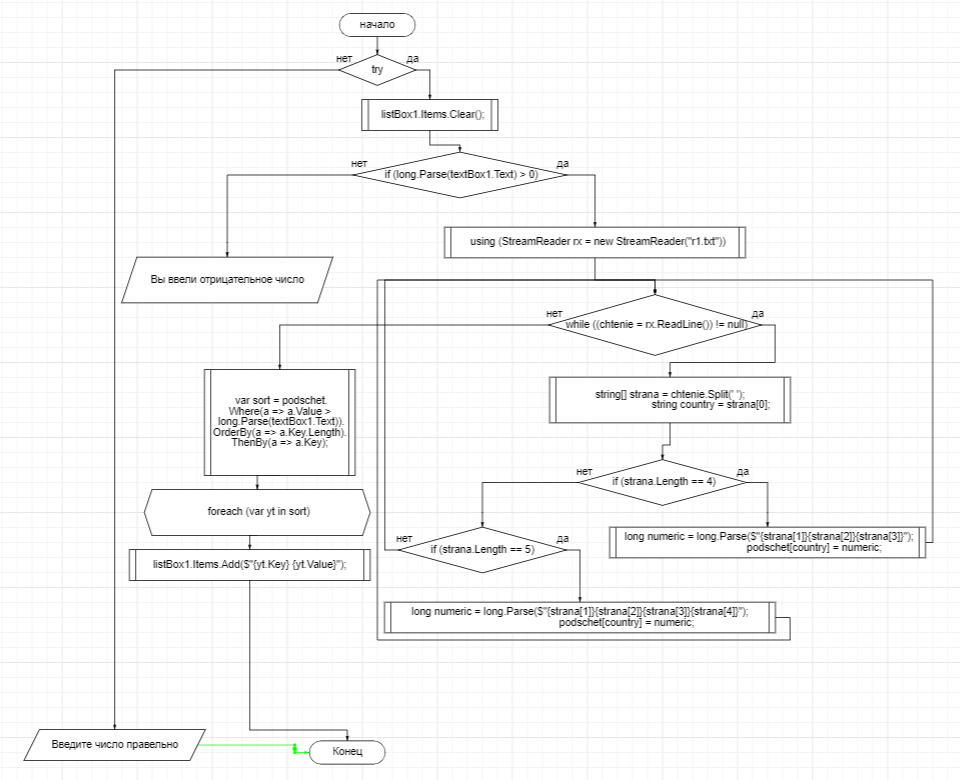 начало
нет
да
try
listBox1.Items.Clear();
нет
да
if (long.Parse(textBox1.Text) > 0)
using (StreamReader rx = new StreamReader("r1.txt"))
Вы ввели отрицательное число
нет
да
while ((chtenie = rx.ReadLine()) != null)
string[] strana = chtenie.Split(' ');
string country = strana[0];
var sort = podschet.
Where(a => a.Value >
long.Parse(textBox1.Text)).
OrderBy(a => a.Key.Length).
ThenBy(a => a.Key);
нет
да
if (strana.Length == 4)
foreach (var yt in sort)
нет
да
if (strana.Length == 5)
long numeric = long.Parse($"{strana[1]}{strana[2]}{strana[3]}");
podschet[country] = numeric;
listBox1.Items.Add($"{yt.Key} {yt.Value}");
long numeric = long.Parse($"{strana[1]}{strana[2]}{strana[3]}{strana[4]}");
podschet[country] = numeric;
Введите число правельно
Конец